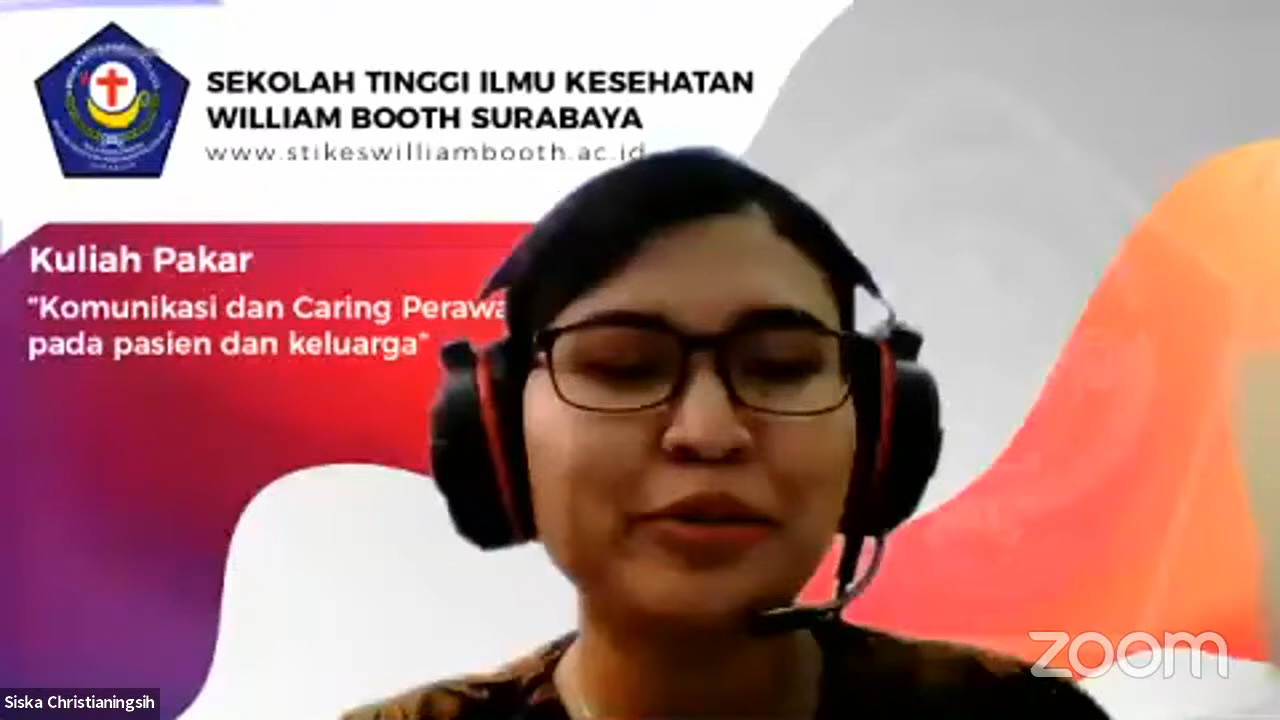 SEKOLAH TINGGI ILMU KESEHATAN
WILLIAM BOOTH SURABAYA
www.stikeswilliambooth.ac.id
Kuliah Pakar
"Komunikasi dan Caring Perawa
pada pasien dan keluarga"
zoom
Siska Christianingsih